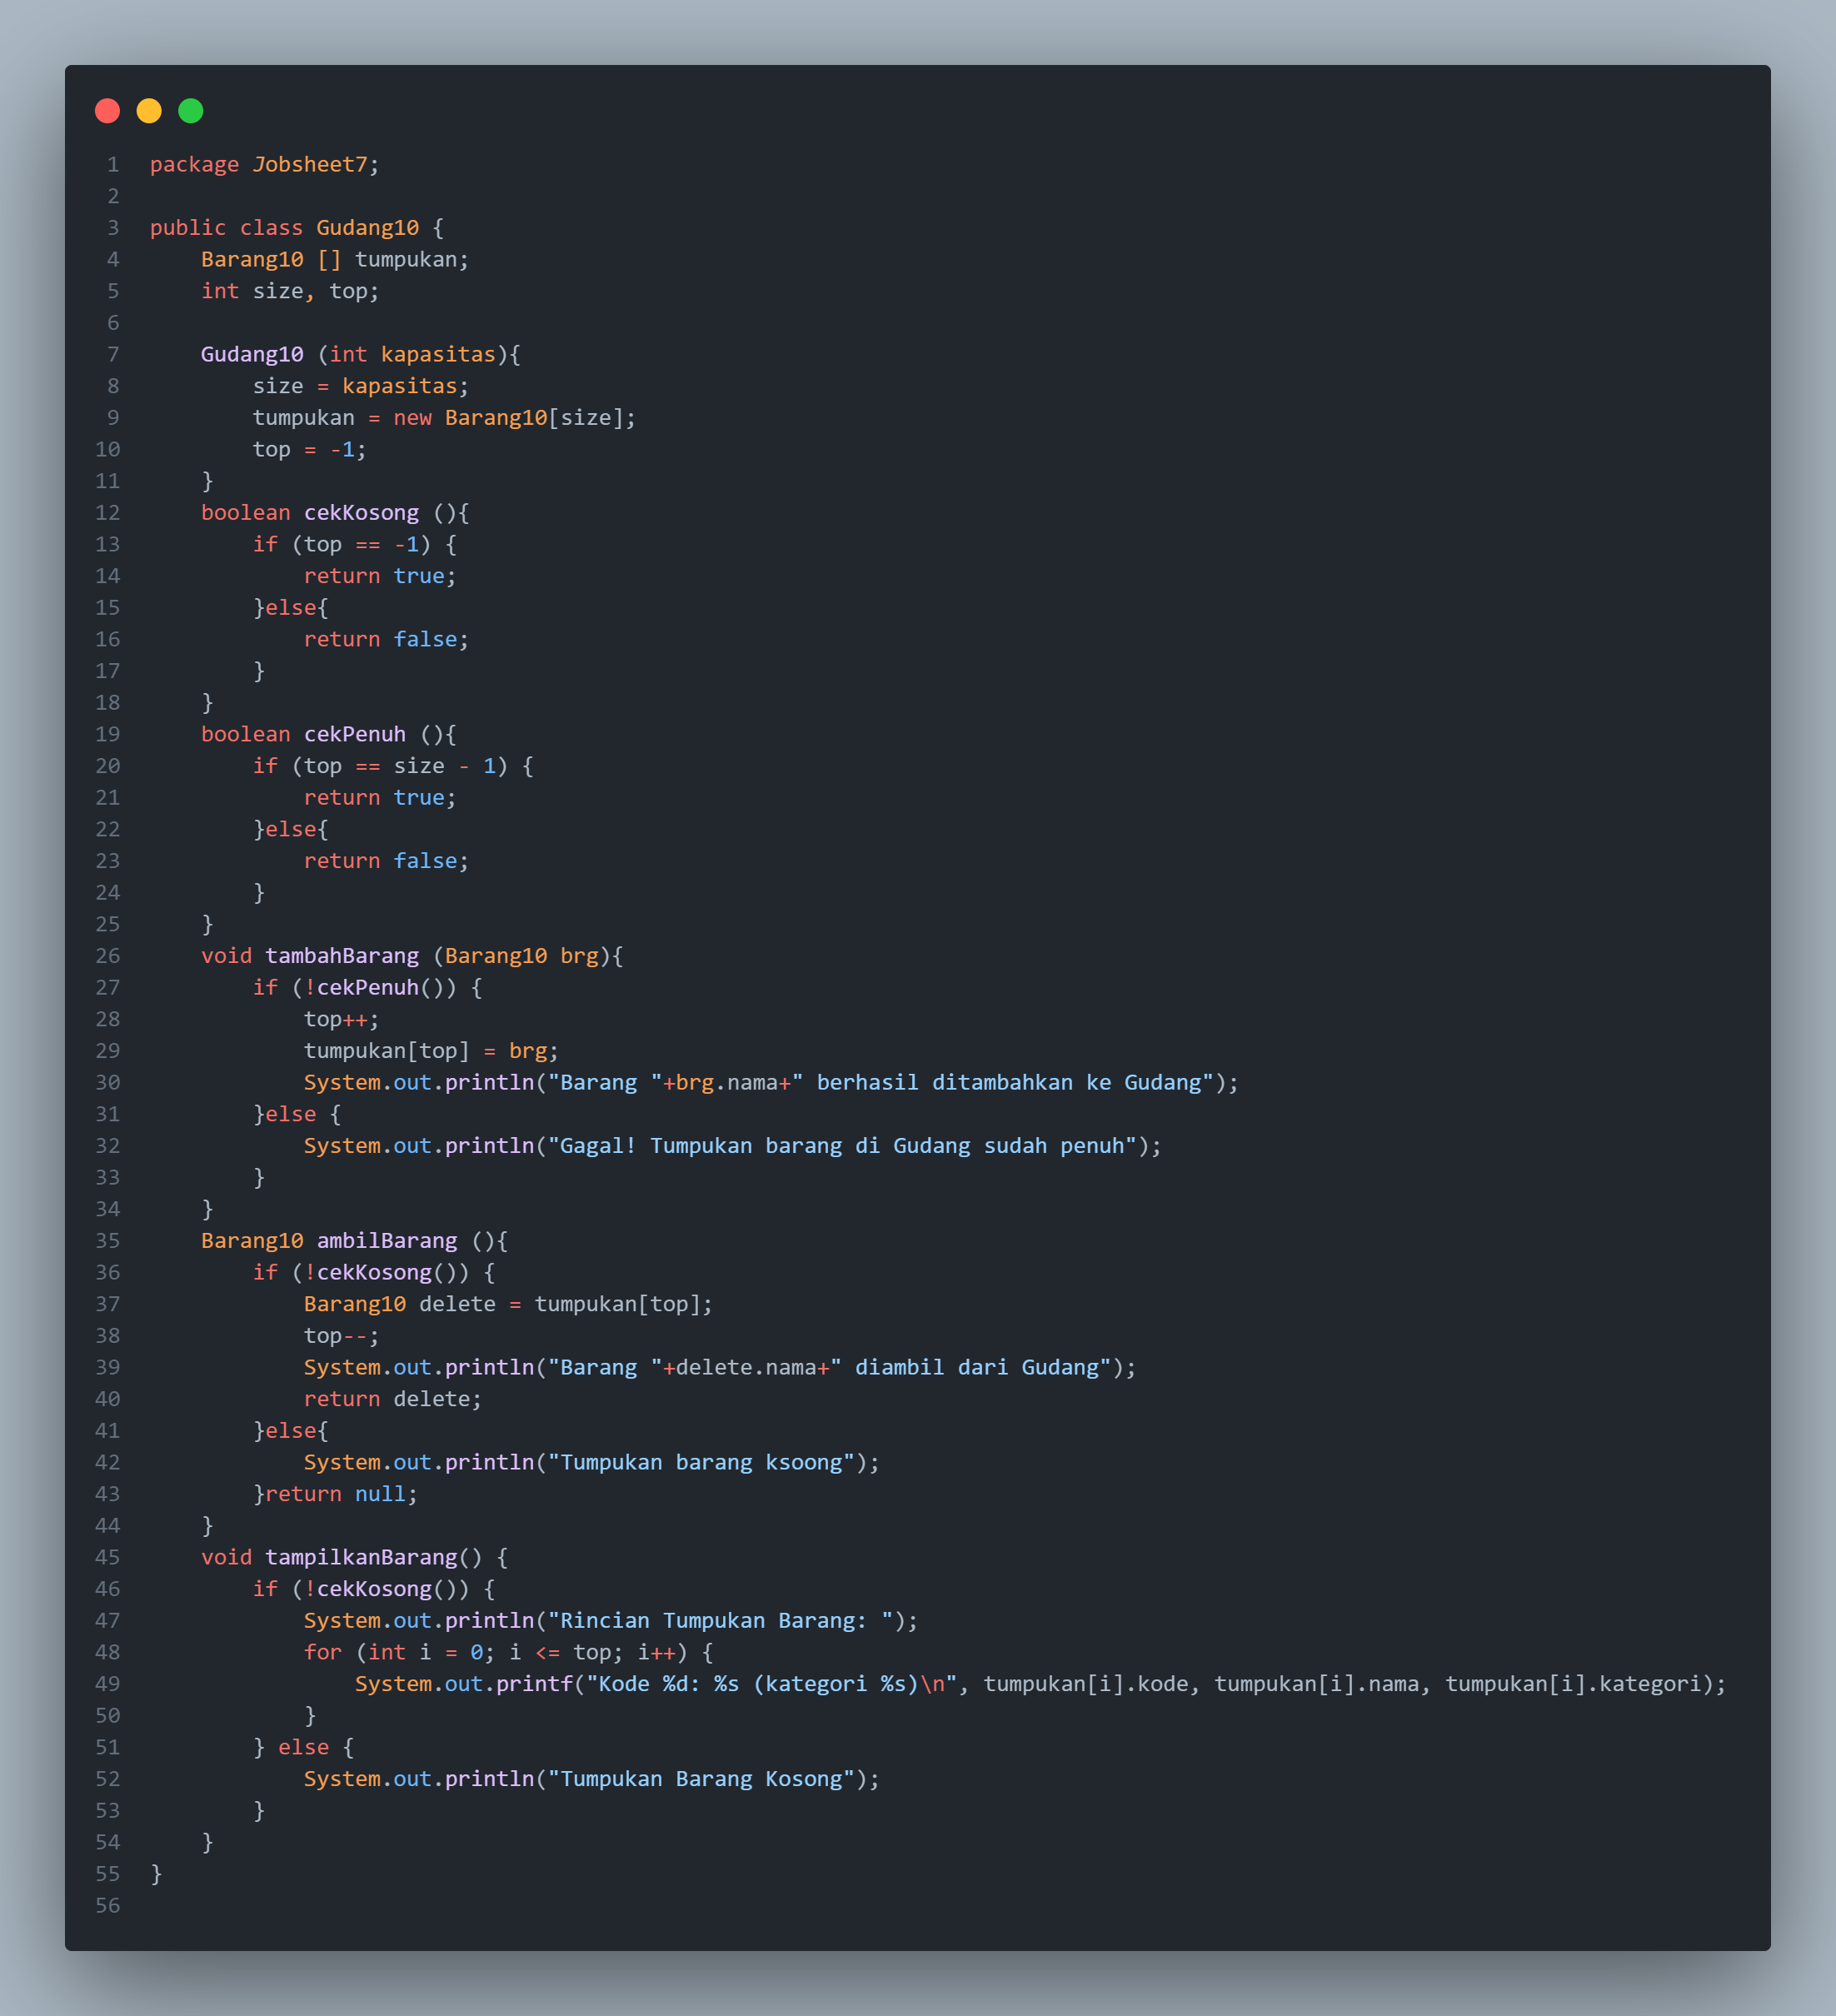 1 package Jobsheet7;
2
3 public class Gudang10 {
4     Barang10 [] tumpukan;
5     int size, top;
6
7     Gudang10 (int kapasitas){
8         size = kapasitas;
9         tumpukan = new Barang10[size];
10         top = -1;
11     }
12     boolean cekKosong (){
13         if (top == -1) {
14             return true;
15         }else{
16             return false;
17         }
18     }
19     boolean cekPenuh (){
20         if (top == size - 1) {
21             return true;
22         }else{
23             return false;
24         }
25     }
26     void tambahBarang (Barang10 brg){
27         if (!cekPenuh()) {
28             top++;
29             tumpukan[top] = brg;
30             System.out.println("Barang "+brg.nama+" berhasil ditambahkan ke Gudang");
31         }else {
32             System.out.println("Gagal! Tumpukan barang di Gudang sudah penuh");
33         }
34     }
35     Barang10 ambilBarang (){
36         if (!cekKosong()) {
37             Barang10 delete = tumpukan[top];
38             top--;
39             System.out.println("Barang "+delete.nama+" diambil dari Gudang");
40             return delete;
41         }else{
42             System.out.println("Tumpukan barang ksoong");
43         }return null;
44     }
45     void tampilkanBarang() {
46         if (!cekKosong()) {
47             System.out.println("Rincian Tumpukan Barang: ");
48             for (int i = 0; i <= top; i++) {
49                 System.out.printf("Kode %d: %s (kategori %s)\n", tumpukan[i].kode, tumpukan[i].nama, tumpukan[i].kategori);
50             }
51         } else {
52             System.out.println("Tumpukan Barang Kosong");
53         }
54     }
55 }
56